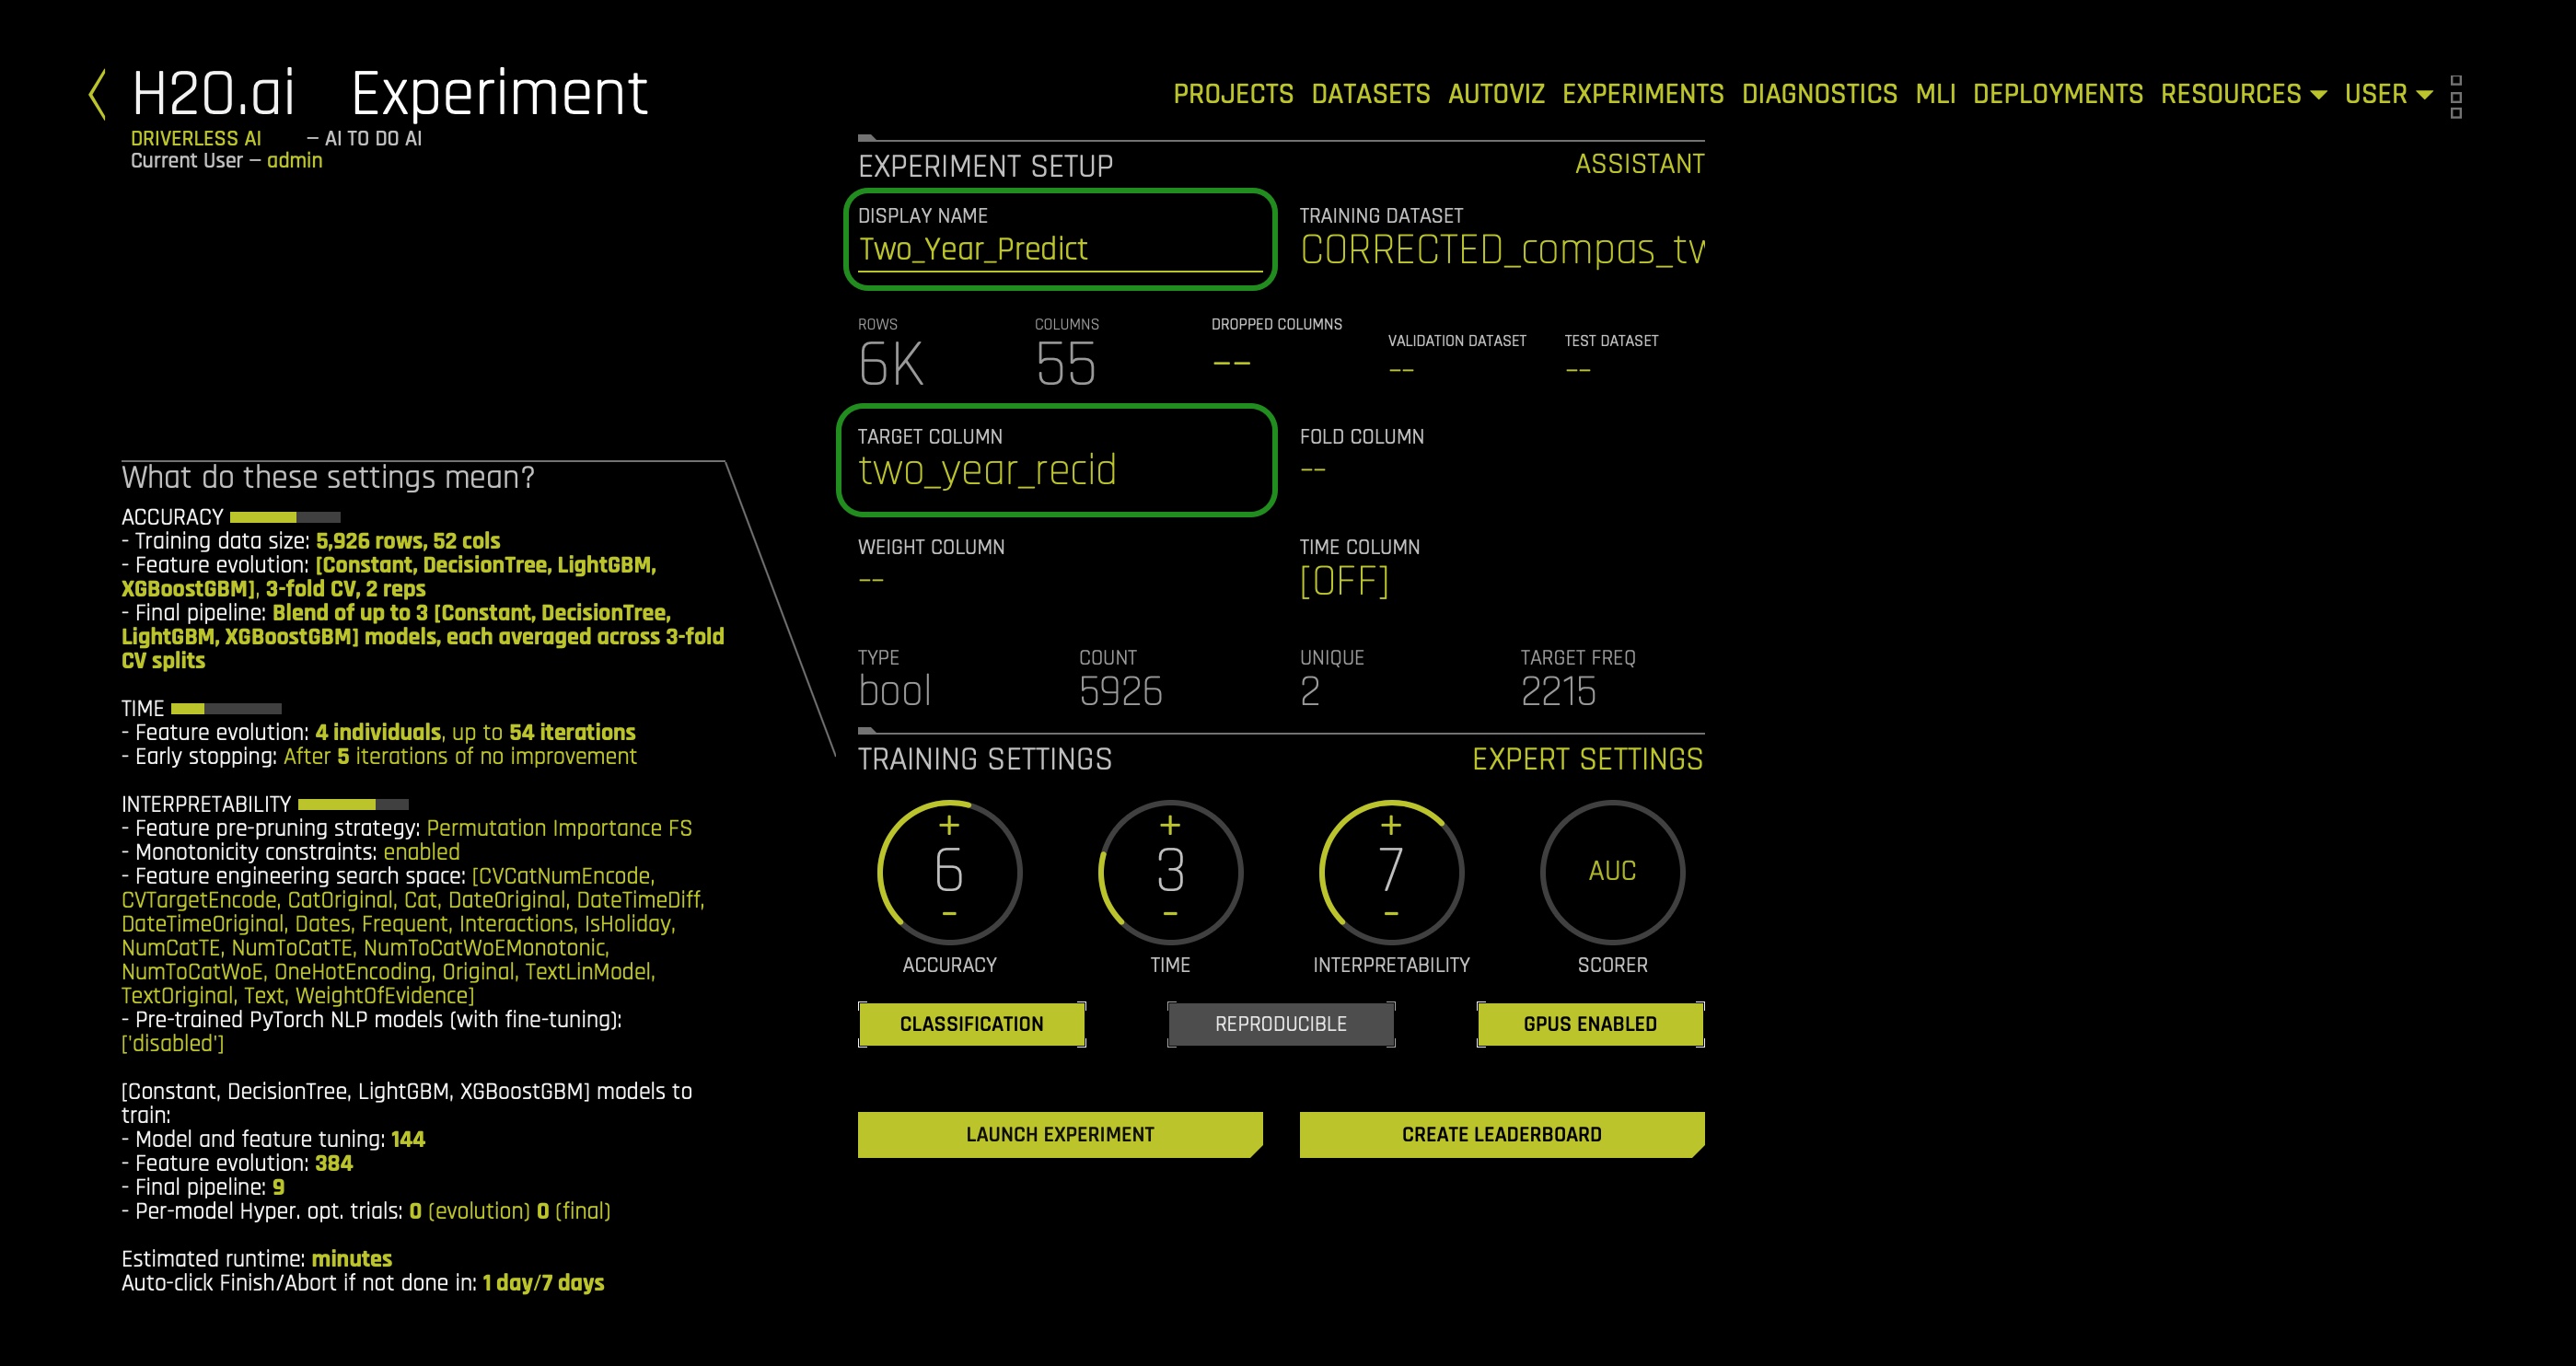 H2O.ai Experiment
DRIVERLESS AI – AI TO DO AI
Current User – admin
PROJECTS DATASETS AUTOVIZ EXPERIMENTS DIAGNOSTICS MLI DEPLOYMENTS RESOURCES USER
What do these settings mean?
ACCURACY
- Training data size: 5,926 rows, 52 cols
- Feature evolution: [Constant, DecisionTree, LightGBM,
XGBoostGBM], 3-fold CV, 2 reps
- Final pipeline: Blend of up to 3 [Constant, DecisionTree,
LightGBM, XGBoostGBM] models, each averaged across 3-fold
CV splits
TIME
- Feature evolution: 4 individuals, up to 54 iterations
- Early stopping: After 5 iterations of no improvement
INTERPRETABILITY
- Feature pre-pruning strategy: Permutation Importance FS
- Monotonicity constraints: enabled
- Feature engineering search space: [CVCatNumEncode,
CVTargetEncode, CatOriginal, Cat, DateOriginal, DateTimeDiff,
DateTimeOriginal, Dates, Frequent, Interactions, IsHoliday,
NumCatTE, NumToCatTE, NumToCatWoEMonotonic,
NumToCatWoE, OneHotEncoding, Original, TextLinModel,
TextOriginal, Text, WeightOfEvidence]
- Pre-trained PyTorch NLP models (with fine-tuning):
['disabled']
[Constant, DecisionTree, LightGBM, XGBoostGBM] models to
train:
- Model and feature tuning: 144
- Feature evolution: 384
- Final pipeline: 9
- Per-model Hyper. opt. trials: 0 (evolution) 0 (final)
Estimated runtime: minutes
Auto-click Finish/Abort if not done in: 1 day/7 days
EXPERIMENT SETUP ASSISTANT
DISPLAY NAME TRAINING DATASET
Two_Year_Predict CORRECTED_compas_tw
ROWS COLUMNS DROPPED COLUMNS VALIDATION DATASET TEST DATASET
6K 55 -- -- --
TARGET COLUMN FOLD COLUMN
two_year_recid --
WEIGHT COLUMN TIME COLUMN
-- [OFF]
TYPE COUNT UNIQUE TARGET FREQ
bool 5926 2 2215
TRAINING SETTINGS EXPERT SETTINGS
+ + +
6 3 7 AUC
- - -
ACCURACY TIME INTERPRETABILITY SCORER
CLASSIFICATION REPRODUCIBLE GPUS ENABLED
LAUNCH EXPERIMENT CREATE LEADERBOARD